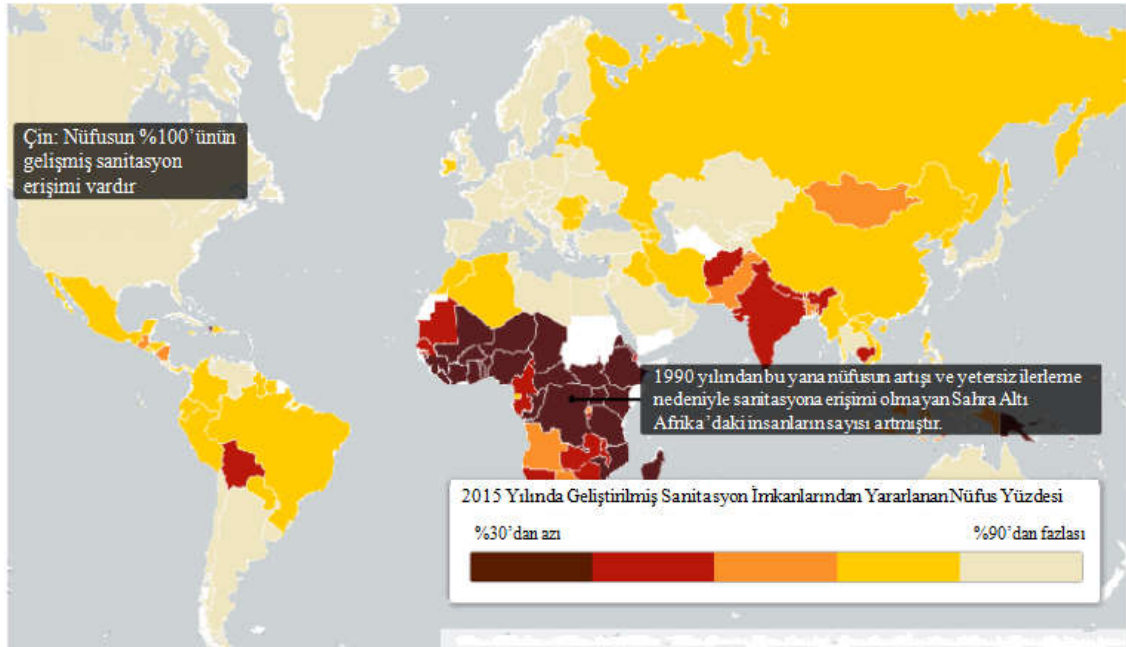 Çin: Nüfusun %100’ünün
gelişmiş sanitasyon
erişimi vardır
1990 yılından bu yana nüfusun artışı ve yetersiz ilerleme
nedeniyle sanitasyona erişimi olmayan Sahra Altı
Afrika’daki insanların sayısı artmıştır.
2015 Yılında Geliştirilmiş Sanitasyon İmkanlarından Yararlanan Nüfus Yüzdesi
%30’dan azı
%90’dan fazlası